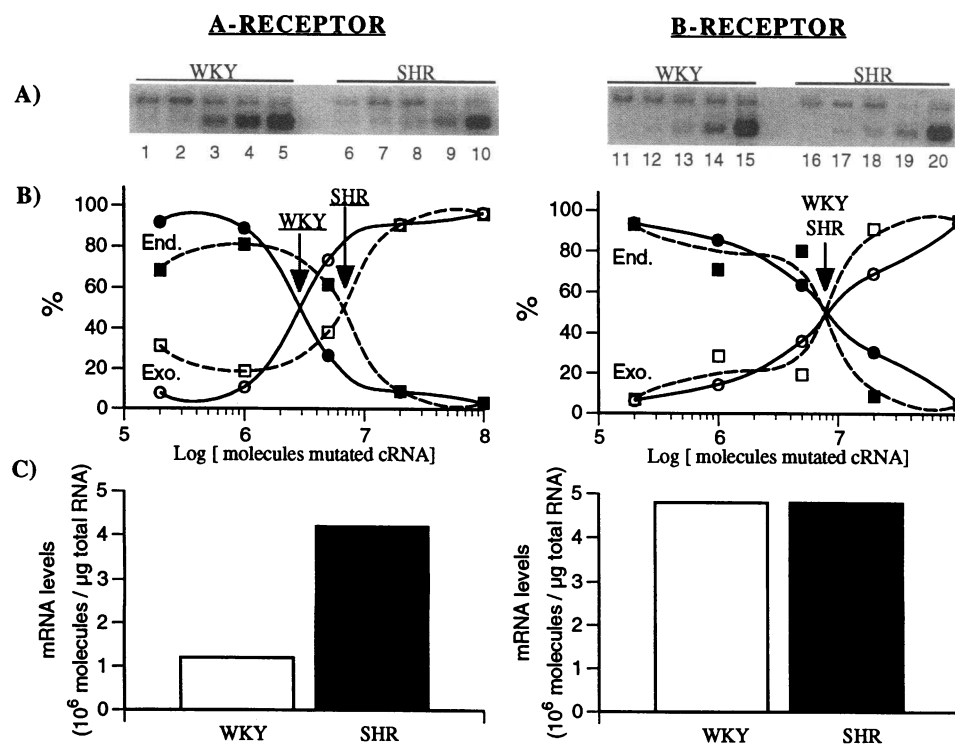 A-RECEPTOR
B-RECEPTOR
A)
WKY
SHR
WKY
SHR
1 2 3 4 5 6 7 8 9 10
11 12 13 14 15 16 17 18 19 20
B)
100
80
60
40
20
0
%
End.
Exo.
WKY
SHR
5 6 7 8
Log [ molecules mutated cRNA]
100
80
60
40
20
0
%
End.
Exo.
WKY
SHR
5 6 7
Log [ molecules mutated cRNA]
C)
mRNA levels
(10⁶ molecules / µg total RNA)
5
4
3
2
1
0
WKY SHR
mRNA levels
(10⁶ molecules / µg total RNA)
5
4
3
2
1
0
WKY SHR